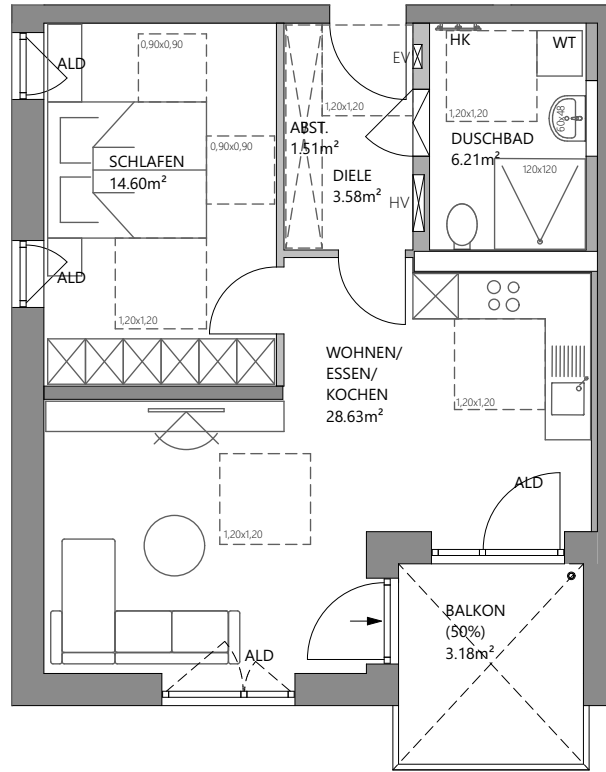 HK
WT
ALD
0,90x0,90
EV
1,20x1,20
1,20x1,20
60x48
ABST.
1.51m²
DUSCHBAD
6.21m²
0,90x0,90
SCHLAFEN
14.60m²
DIELE
3.58m²
120x120
HV
ALD
1,20x1,20
WOHNEN/
ESSEN/
KOCHEN
28.63m²
1,20x1,20
ALD
1,20x1,20
BALKON
(50%)
3.18m²
ALD